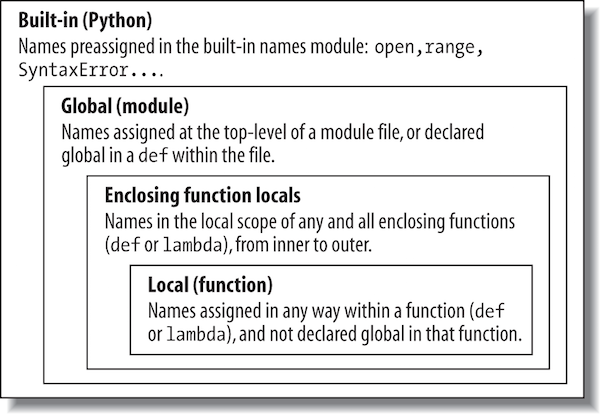 Built-in (Python)
Names preassigned in the built-in names module: open,range,
SyntaxError....
Global (module)
Names assigned at the top-level of a module file, or declared
global in a def within the file.
Enclosing function locals
Names in the local scope of any and all enclosing functions
(def or lambda), from inner to outer.
Local (function)
Names assigned in any way within a function (def
or lambda), and not declared global in that function.